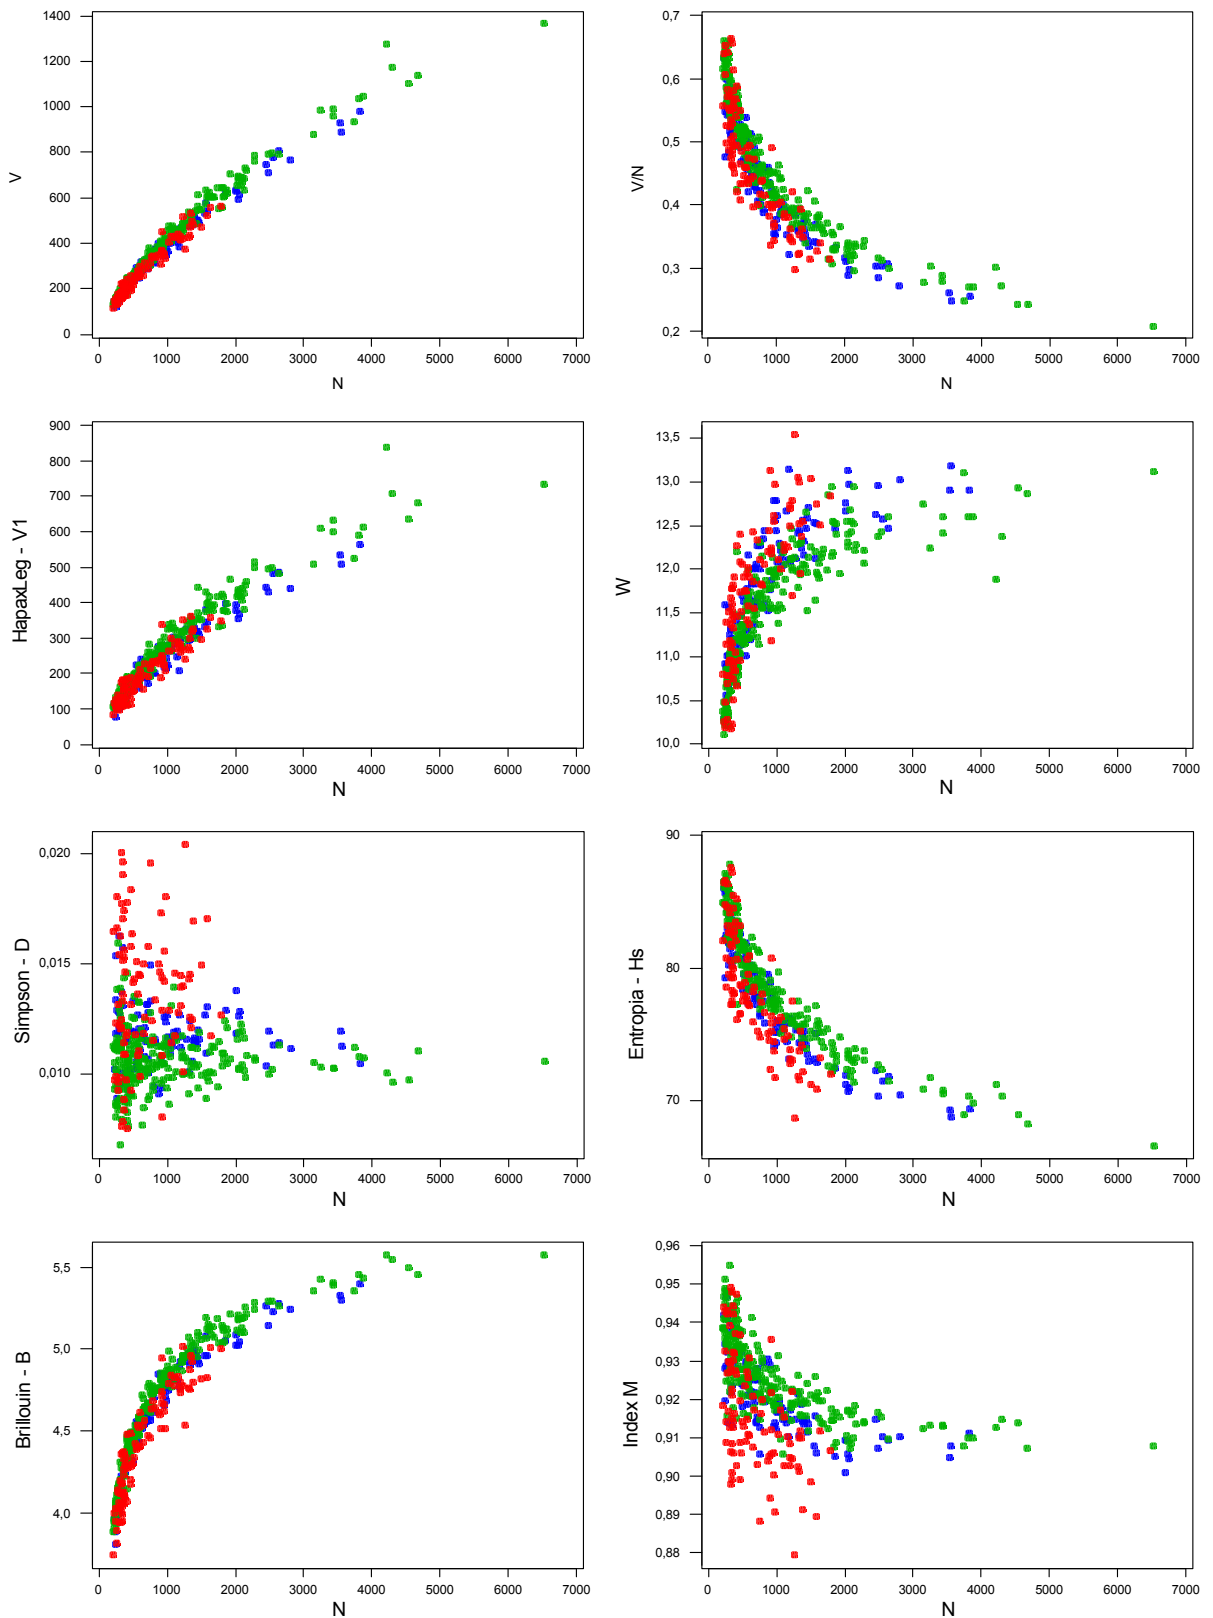 1400
1200
1000
800
600
400
200
0
V
0 1000 2000 3000 4000 5000 6000 7000
N
0,7
0,6
0,5
0,4
0,3
0,2
V/N
0 1000 2000 3000 4000 5000 6000 7000
N
900
800
700
600
500
400
300
200
100
0
HapaxLeg - V1
0 1000 2000 3000 4000 5000 6000 7000
N
13,5
13,0
12,5
12,0
11,5
11,0
10,5
10,0
W
0 1000 2000 3000 4000 5000 6000 7000
N
0,020
0,015
0,010
Simpson - D
0 1000 2000 3000 4000 5000 6000 7000
N
90
80
70
Entropia - Hs
0 1000 2000 3000 4000 5000 6000 7000
N
5,5
5,0
4,5
4,0
Brillouin - B
0 1000 2000 3000 4000 5000 6000 7000
N
0,96
0,95
0,94
0,93
0,92
0,91
0,90
0,89
0,88
Index M
0 1000 2000 3000 4000 5000 6000 7000
N